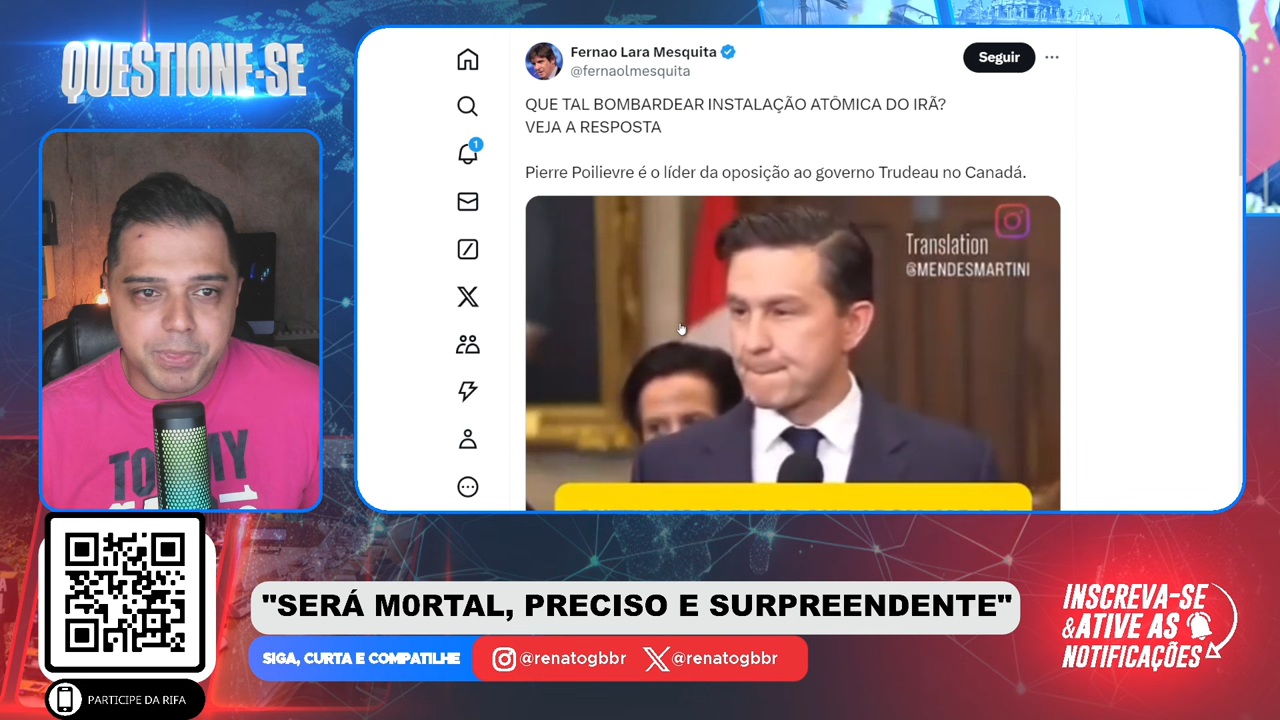 QUESTIONE-SE
Fernao Lara Mesquita
@fernaolmesquita
Seguir
1
QUE TAL BOMBARDEAR INSTALAÇÃO ATÔMICA DO IRÃ?
VEJA A RESPOSTA
Pierre Poilievre é o líder da oposição ao governo Trudeau no Canadá.
Translation
@MENDESMARTINI
"SERÁ M0RTAL, PRECISO E SURPREENDENTE"
SIGA, CURTA E COMPATILHE
@renatogbbr
@renatogbbr
INSCREVA-SE
&ATIVE AS
NOTIFICAÇÕES
PARTICIPE DA RIFA